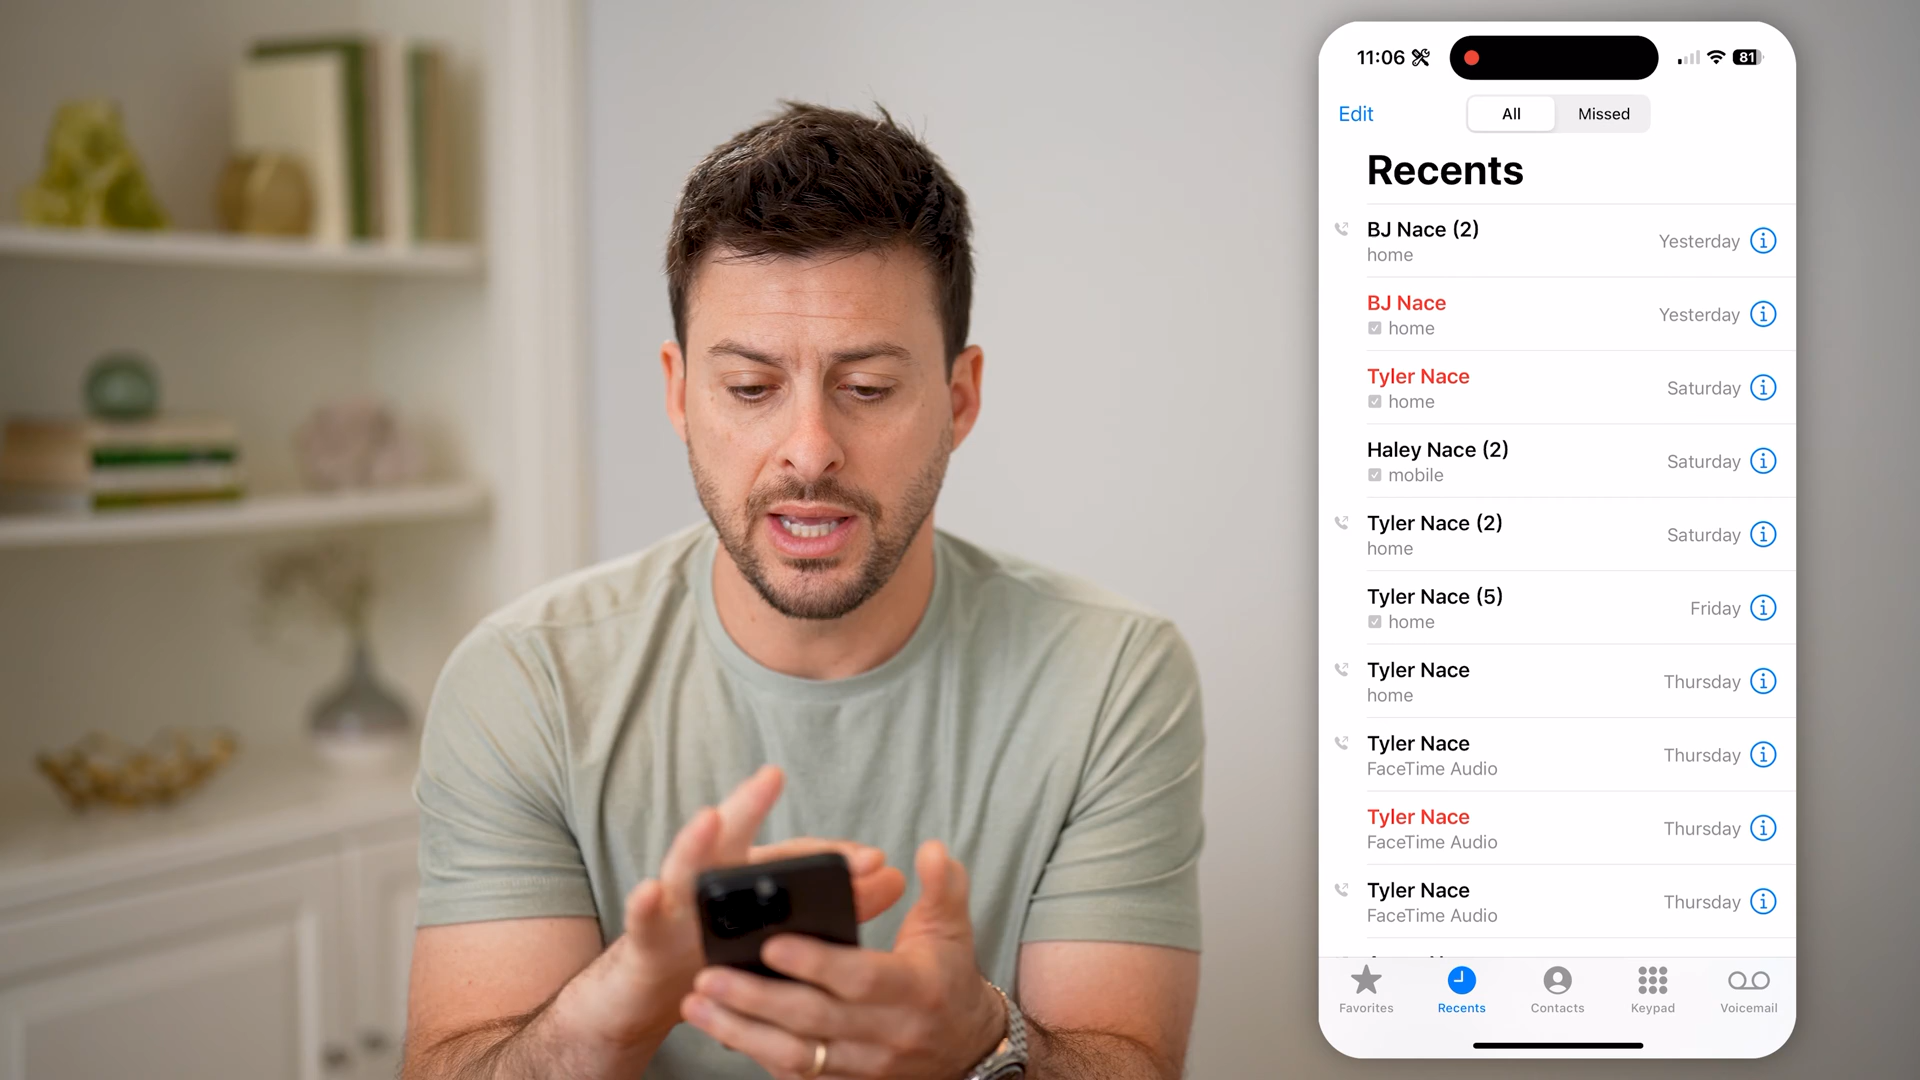 11:06
81
Edit
All
Missed
Recents
BJ Nace (2)
home
Yesterday
BJ Nace
home
Yesterday
Tyler Nace
home
Saturday
Haley Nace (2)
mobile
Saturday
Tyler Nace (2)
home
Saturday
Tyler Nace (5)
home
Friday
Tyler Nace
home
Thursday
Tyler Nace
FaceTime Audio
Thursday
Tyler Nace
FaceTime Audio
Thursday
Tyler Nace
FaceTime Audio
Thursday
Favorites
Recents
Contacts
Keypad
Voicemail